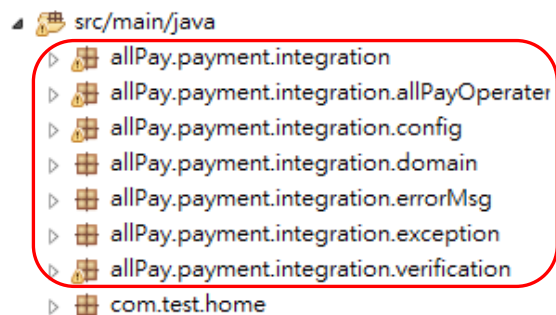 src/main/java
allPay.payment.integration
allPay.payment.integration.allPayOperater
allPay.payment.integration.config
allPay.payment.integration.domain
allPay.payment.integration.errorMsg
allPay.payment.integration.exception
allPay.payment.integration.verification
com.test.home